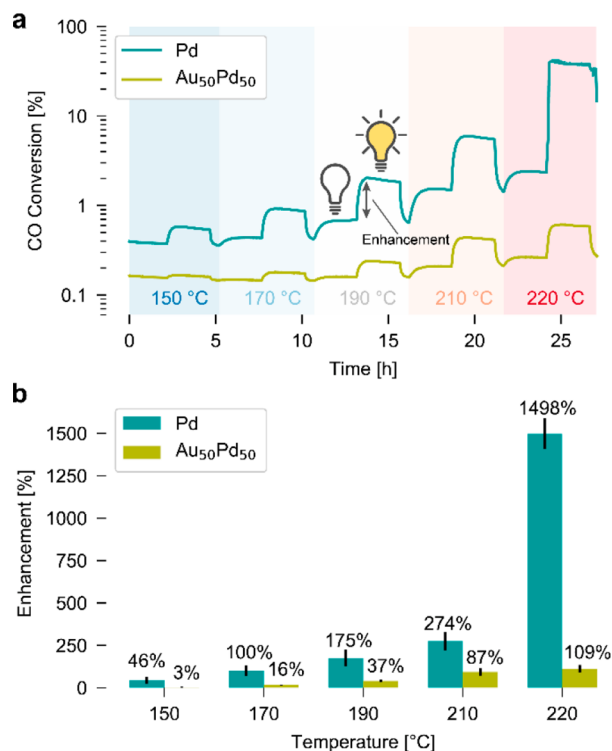 a
CO Conversion [%]
100
10
1
0.1
Pd
Au₅₀Pd₅₀
Enhancement
150 °C
170 °C
190 °C
210 °C
220 °C
0
5
10
15
20
25
Time [h]
b
Enhancement [%]
1500
1250
1000
750
500
250
0
Pd
Au₅₀Pd₅₀
46%
3%
100%
16%
175%
37%
274%
87%
1498%
109%
150
170
190
210
220
Temperature [°C]